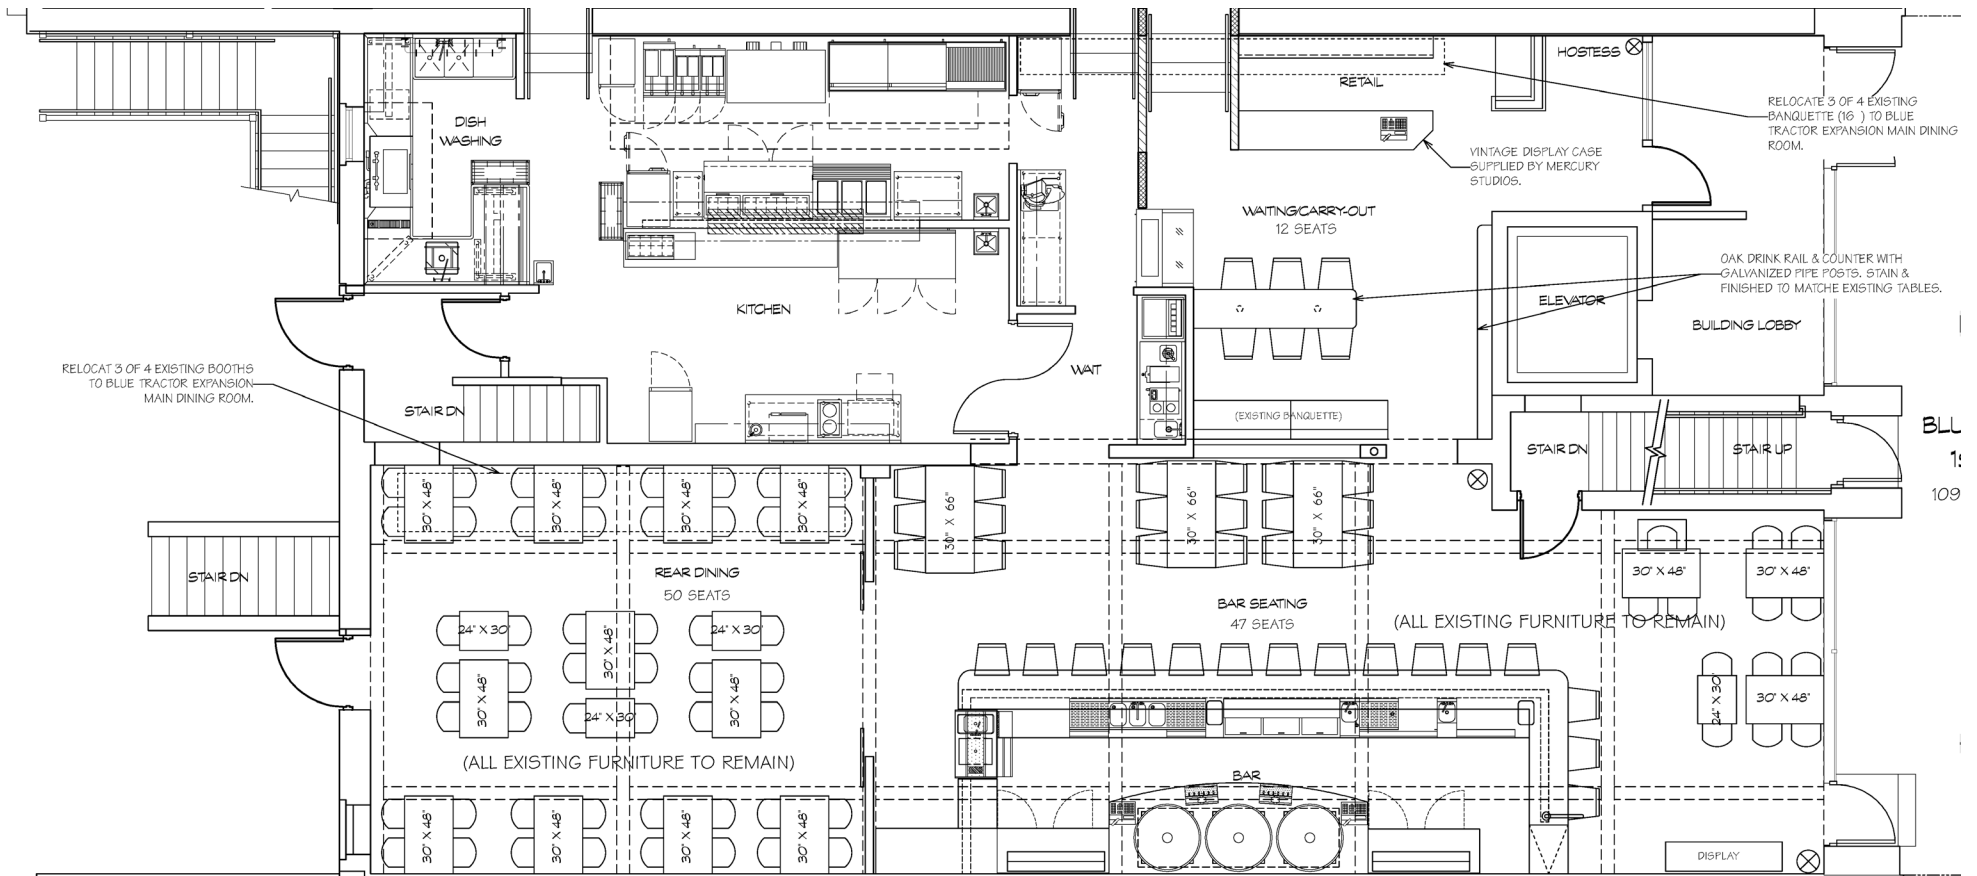 HOSTESS
RETAIL
RELOCATE 3 OF 4 EXISTING
BANQUETTE (16 ) TO BLUE
TRACTOR EXPANSION MAIN DINING
ROOM.
DISH
WASHING
VINTAGE DISPLAY CASE
SUPPLIED BY MERCURY
STUDIOS.
WAITING/CARRY-OUT
12 SEATS
OAK DRINK RAIL & COUNTER WITH
GALVANIZED PIPE POSTS. STAIN &
FINISHED TO MATCHE EXISTING TABLES.
ELEVATOR
KITCHEN
BUILDING LOBBY
RELOCAT 3 OF 4 EXISTING BOOTHS
TO BLUE TRACTOR EXPANSION
MAIN DINING ROOM.
WAIT
STAIR DN
(EXISTING BANQUETTE)
BLU
STAIR DN
STAIR UP
109
30" X 48"
30" X 48"
30" X 48"
30" X 48"
30" X 66"
30" X 66"
30" X 66"
STAIR DN
REAR DINING
50 SEATS
30" X 48"
30" X 48"
BAR SEATING
47 SEATS
(ALL EXISTING FURNITURE TO REMAIN)
24" X 30"
30" X 48"
24" X 30"
30" X 48"
24" X 30"
30" X 48"
24" X 30"
30" X 48"
(ALL EXISTING FURNITURE TO REMAIN)
BAR
30" X 48"
30" X 48"
30" X 48"
30" X 48"
DISPLAY